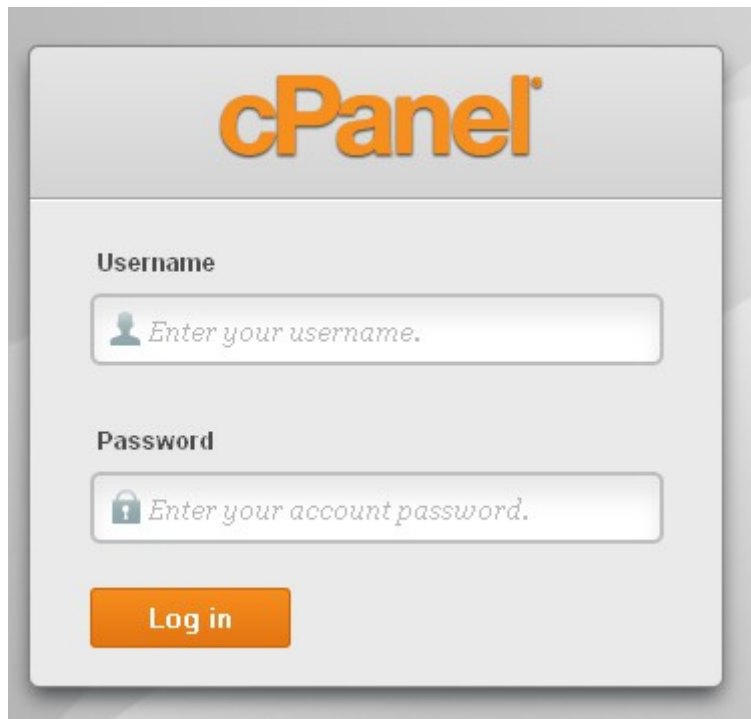 cPanel®
Username
Enter your username.
Password
Enter your account password.
Log in